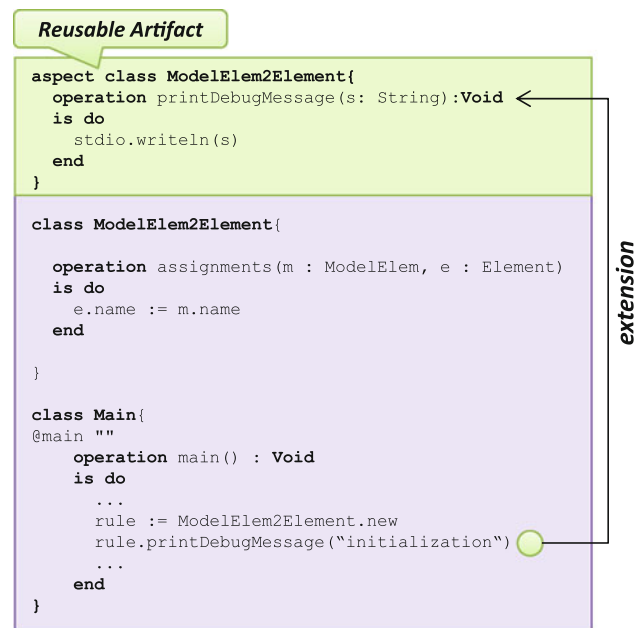 Reusable Artifact
aspect class ModelElem2Element{
operation printDebugMessage(s: String):Void
is do
stdio.writeln(s)
end
}
class ModelElem2Element{
operation assignments(m : ModelElem, e : Element)
is do
e.name := m.name
end
}
class Main{
@main ""
operation main() : Void
is do
...
rule := ModelElem2Element.new
rule.printDebugMessage(“initialization“)
...
end
}
extension